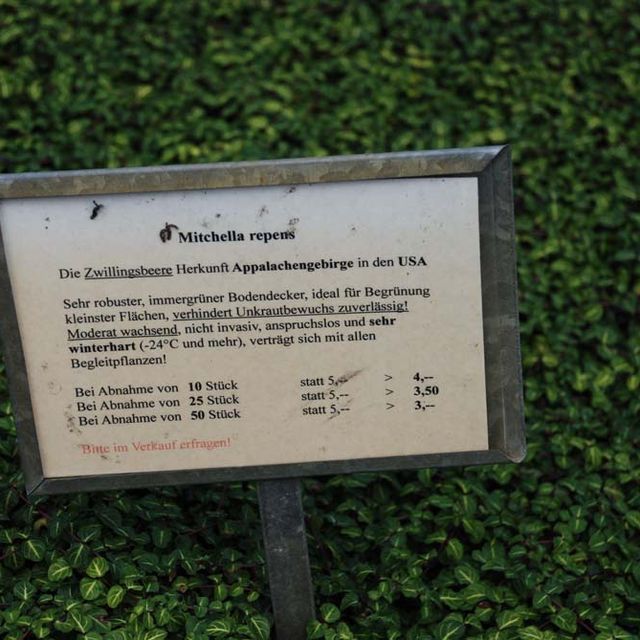 Mitchella repens
Die Zwillingsbeere Herkunft Appalachengebirge in den USA
Sehr robuster, immergrüner Bodendecker, ideal für Begrünung
kleinster Flächen, verhindert Unkrautbewuchs zuverlässig!
Moderat wachsend, nicht invasiv, anspruchslos und sehr
winterhart (-24°C und mehr), verträgt sich mit allen
Begleitpflanzen!
Bei Abnahme von 10 Stück statt 5,-- > 4,--
Bei Abnahme von 25 Stück statt 5,-- > 3,50
Bei Abnahme von 50 Stück statt 5,-- > 3,--
Bitte im Verkauf erfragen!